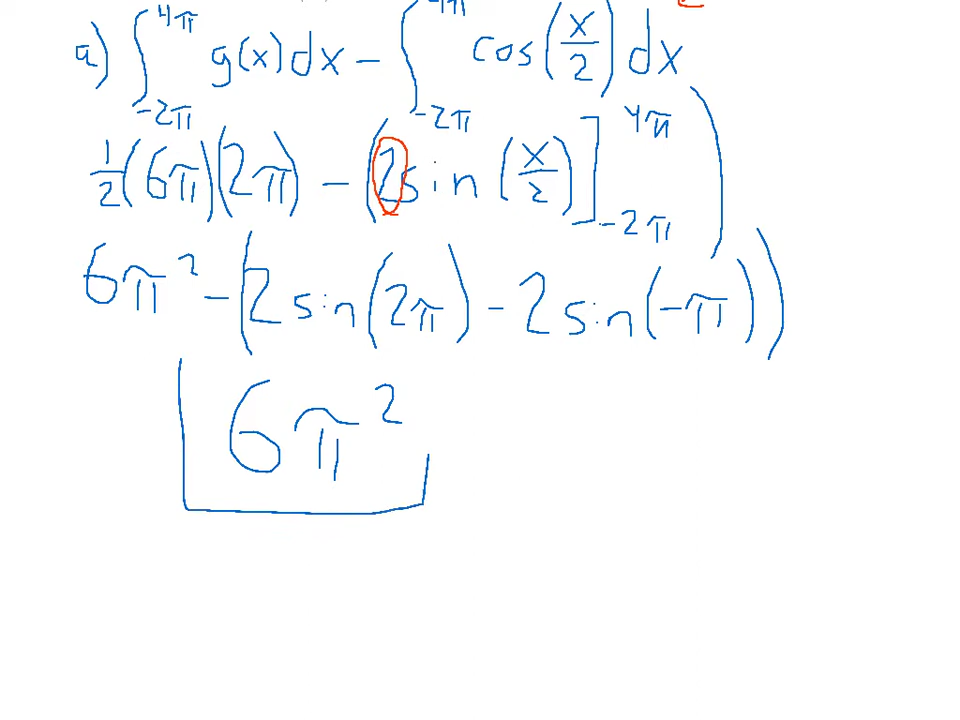 a) ∫_{-2π}^{4π} g(x)dx − ∫_{-2π}^{4π} cos(x/2) dx
1/2(6π)(2π) − (2sin(x/2)]_{-2π}^{4π})
6π² − (2sin(2π) − 2sin(−π))
6π²